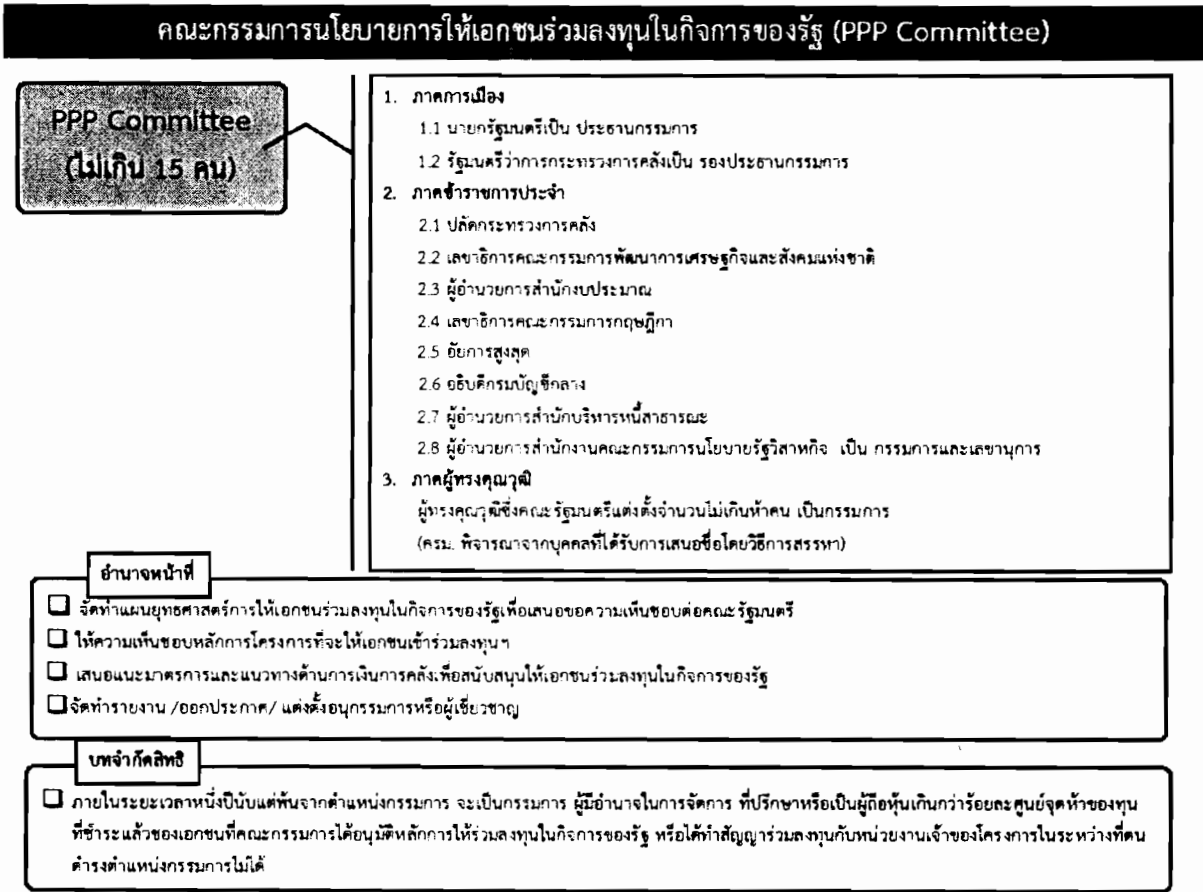 คณะกรรมการนโยบายการให้เอกชนร่วมลงทุนในกิจการของรัฐ (PPP Committee)
PPP Committee
(ไม่เกิน 15 คน)
1. ภาคการเมือง
1.1 นายกรัฐมนตรีเป็น ประธานกรรมการ
1.2 รัฐมนตรีว่าการกระทรวงการคลังเป็น รองประธานกรรมการ
2. ภาคข้าราชการประจำ
2.1 ปลัดกระทรวงการคลัง
2.2 เลขาธิการคณะกรรมการพัฒนาการเศรษฐกิจและสังคมแห่งชาติ
2.3 ผู้อำนวยการสำนักงบประมาณ
2.4 เลขาธิการคณะกรรมการกฤษฎีกา
2.5 อัยการสูงสุด
2.6 อธิบดีกรมบัญชีกลาง
2.7 ผู้อำนวยการสำนักบริหารหนี้สาธารณะ
2.8 ผู้อำนวยการสำนักงานคณะกรรมการนโยบายรัฐวิสาหกิจ เป็น กรรมการและเลขานุการ
3. ภาคผู้ทรงคุณวุฒิ
ผู้ทรงคุณวุฒิซึ่งคณะรัฐมนตรีแต่งตั้งจำนวนไม่เกินห้าคน เป็นกรรมการ
(ครม. พิจารณาจากบุคคลที่ได้รับการเสนอชื่อโดยวิธีการสรรหา)
อำนาจหน้าที่
จัดทำแผนยุทธศาสตร์การให้เอกชนร่วมลงทุนในกิจการของรัฐเพื่อเสนอขอความเห็นชอบต่อคณะรัฐมนตรี
ให้ความเห็นชอบหลักการโครงการที่จะให้เอกชนเข้าร่วมลงทุนฯ
เสนอแนะมาตรการและแนวทางด้านการเงินการคลังเพื่อสนับสนุนให้เอกชนร่วมลงทุนในกิจการของรัฐ
จัดทำรายงาน /ออกประกาศ/ แต่งตั้งอนุกรรมการหรือผู้เชี่ยวชาญ
บทจำกัดสิทธิ
ภายในระยะเวลาหนึ่งปีนับแต่พ้นจากตำแหน่งกรรมการ จะเป็นกรรมการ ผู้มีอำนาจในการจัดการ ที่ปรึกษาหรือเป็นผู้ถือหุ้นเกินกว่าร้อยละศูนย์จุดห้าของทุน
ที่ชำระแล้วของเอกชนที่คณะกรรมการได้อนุมัติหลักการให้ร่วมลงทุนในกิจการของรัฐ หรือได้ทำสัญญาร่วมลงทุนกับหน่วยงานเจ้าของโครงการในระหว่างที่ตน
ดำรงตำแหน่งกรรมการไม่ได้